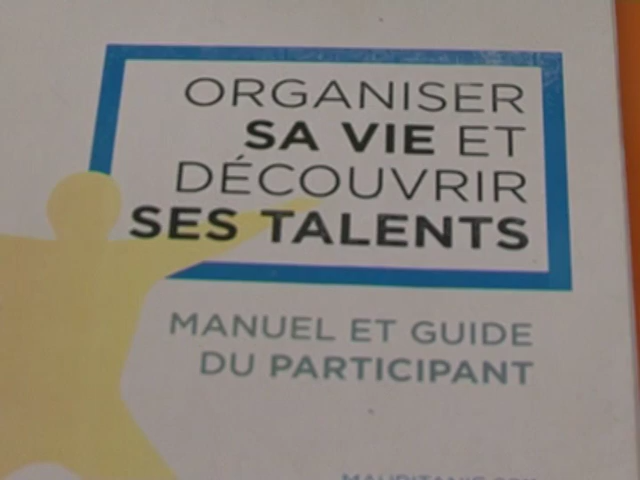 ORGANISER
SA VIE ET
DÉCOUVRIR
SES TALENTS
MANUEL ET GUIDE
DU PARTICIPANT